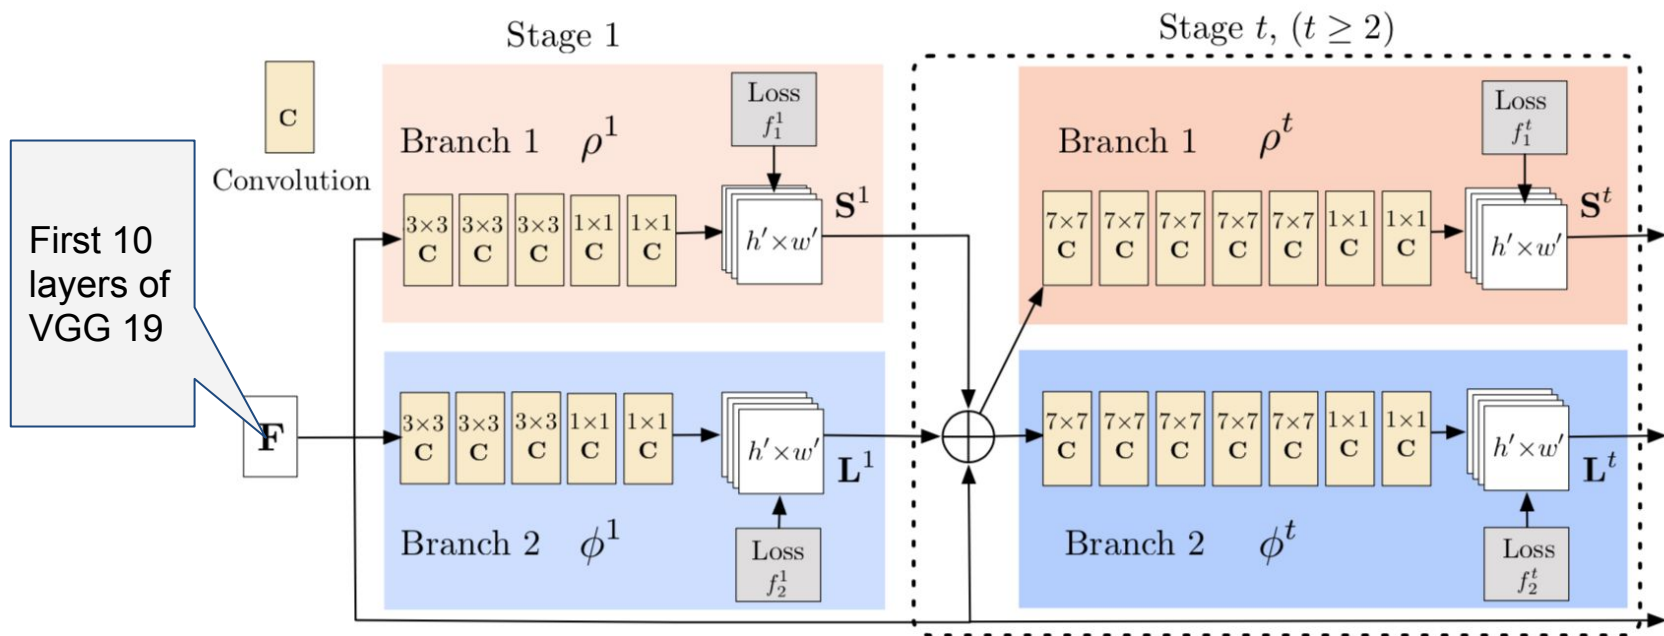 Stage 1
Stage t, (t ≥ 2)
C
Convolution
First 10
layers of
VGG 19
F
Branch 1 ρ¹
Loss
f₁¹
3×3 3×3 3×3 1×1 1×1
C C C C C
h′×w′
S¹
3×3 3×3 3×3 1×1 1×1
C C C C C
h′×w′
L¹
Branch 2 ϕ¹
Loss
f₂¹
Branch 1 ρᵗ
Loss
f₁ᵗ
7×7 7×7 7×7 7×7 7×7 1×1 1×1
C C C C C C C
h′×w′
Sᵗ
7×7 7×7 7×7 7×7 7×7 1×1 1×1
C C C C C C C
h′×w′
Lᵗ
Branch 2 ϕᵗ
Loss
f₂ᵗ